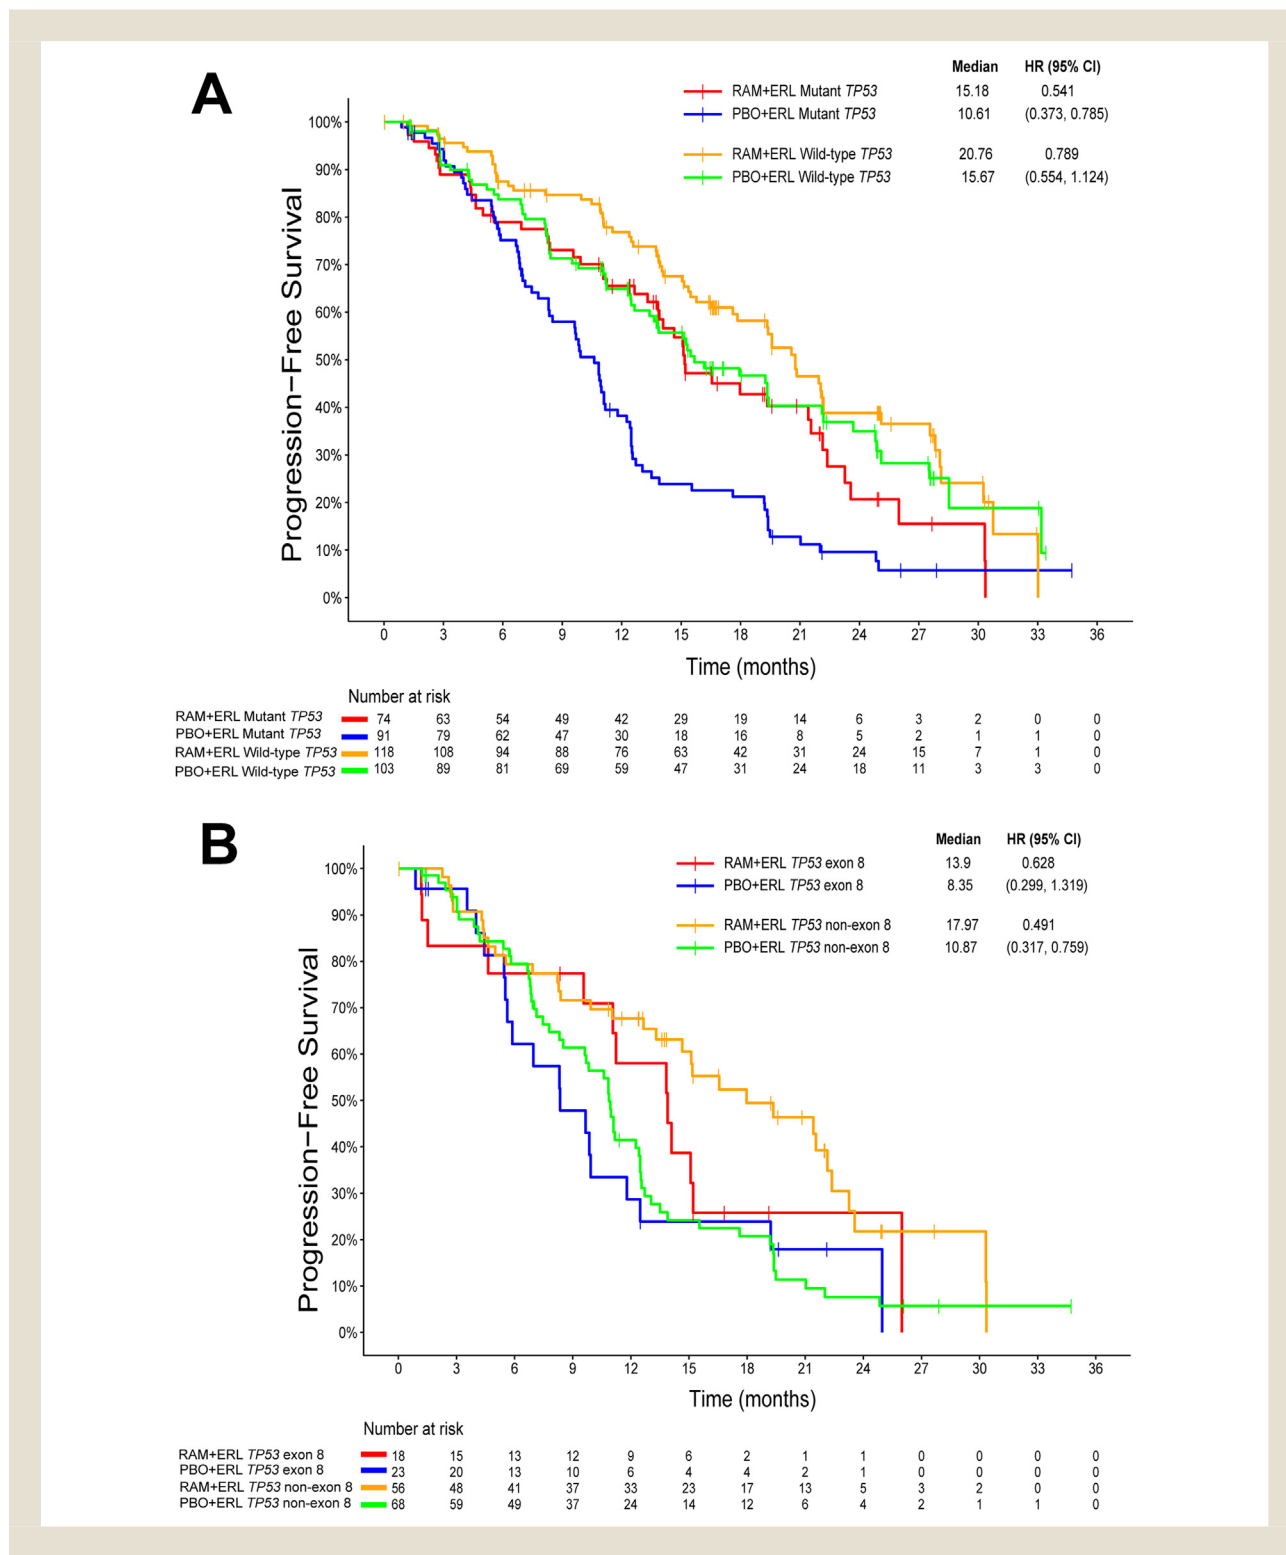 A
Median HR (95% CI)
RAM+ERL Mutant TP53 15.18 0.541
PBO+ERL Mutant TP53 10.61 (0.373, 0.785)
RAM+ERL Wild-type TP53 20.76 0.789
PBO+ERL Wild-type TP53 15.67 (0.554, 1.124)
Progression-Free Survival
100%
90%
80%
70%
60%
50%
40%
30%
20%
10%
0%
0 3 6 9 12 15 18 21 24 27 30 33 36
Time (months)
Number at risk
RAM+ERL Mutant TP53 74 63 54 49 42 29 19 14 6 3 2 0 0
PBO+ERL Mutant TP53 91 79 62 47 30 18 16 8 5 2 1 1 0
RAM+ERL Wild-type TP53 118 108 94 88 76 63 42 31 24 15 7 1 0
PBO+ERL Wild-type TP53 103 89 81 69 59 47 31 24 18 11 3 3 0
B
Median HR (95% CI)
RAM+ERL TP53 exon 8 13.9 0.628
PBO+ERL TP53 exon 8 8.35 (0.299, 1.319)
RAM+ERL TP53 non-exon 8 17.97 0.491
PBO+ERL TP53 non-exon 8 10.87 (0.317, 0.759)
Progression-Free Survival
100%
90%
80%
70%
60%
50%
40%
30%
20%
10%
0%
0 3 6 9 12 15 18 21 24 27 30 33 36
Time (months)
Number at risk
RAM+ERL TP53 exon 8 18 15 13 12 9 6 2 1 1 0 0 0 0
PBO+ERL TP53 exon 8 23 20 13 10 6 4 4 2 1 0 0 0 0
RAM+ERL TP53 non-exon 8 56 48 41 37 33 23 17 13 5 3 2 0 0
PBO+ERL TP53 non-exon 8 68 59 49 37 24 14 12 6 4 2 1 1 0